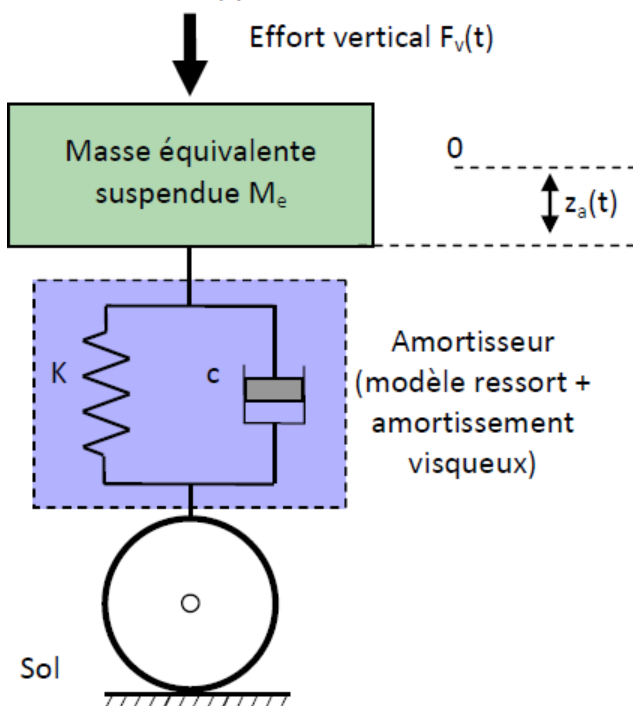 Effort vertical Fᵥ(t)
Masse équivalente
suspendue Mₑ
0
zₐ(t)
K
c
Amortisseur
(modèle ressort +
amortissement
visqueux)
Sol